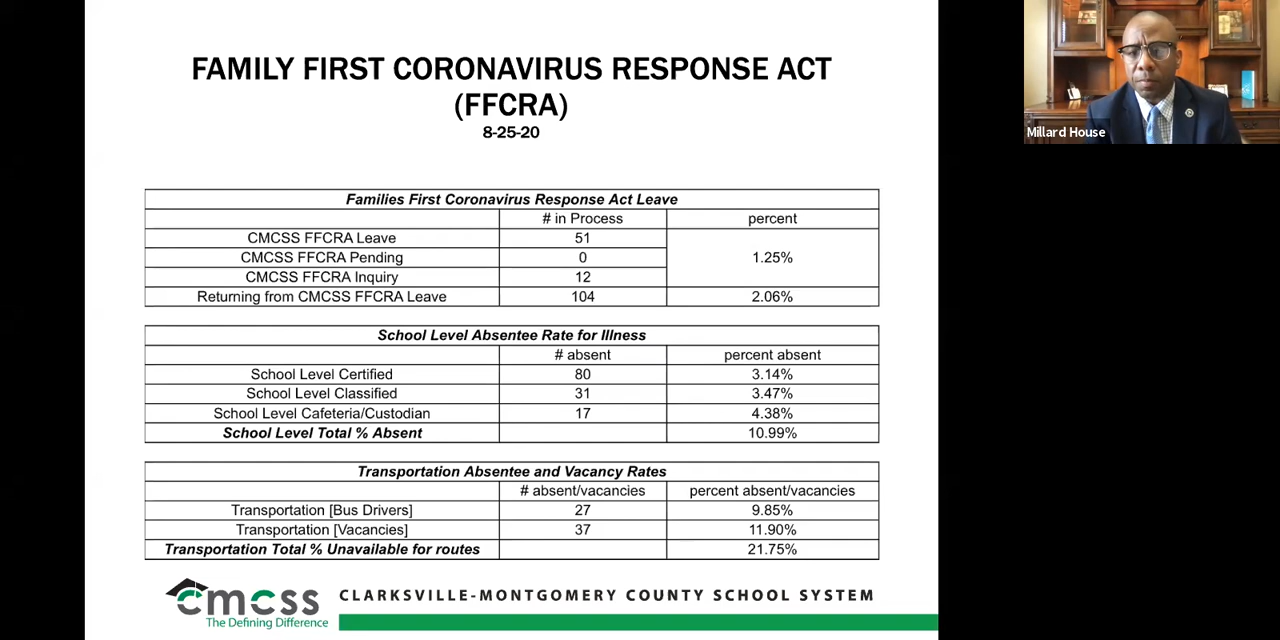 FAMILY FIRST CORONAVIRUS RESPONSE ACT
(FFCRA)
8-25-20
Millard House
Families First Coronavirus Response Act Leave
# in Process percent
CMCSS FFCRA Leave 51
CMCSS FFCRA Pending 0 1.25%
CMCSS FFCRA Inquiry 12
Returning from CMCSS FFCRA Leave 104 2.06%
School Level Absentee Rate for Illness
# absent percent absent
School Level Certified 80 3.14%
School Level Classified 31 3.47%
School Level Cafeteria/Custodian 17 4.38%
School Level Total % Absent 10.99%
Transportation Absentee and Vacancy Rates
# absent/vacancies percent absent/vacancies
Transportation [Bus Drivers] 27 9.85%
Transportation [Vacancies] 37 11.90%
Transportation Total % Unavailable for routes 21.75%
cmcss CLARKSVILLE-MONTGOMERY COUNTY SCHOOL SYSTEM
The Defining Difference